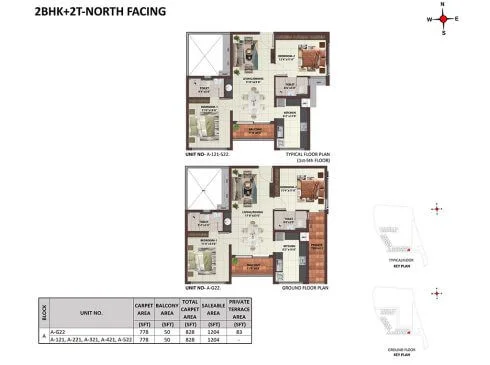 2BHK+2T-NORTH FACING
N
W
E
S
BEDROOM-2
LIVING/DINING
TOILET
TOILET
KITCHEN
BEDROOM-1
BALCONY
UNIT NO- A-121-522.
TYPICAL FLOOR PLAN
(1st-5th FLOOR)
LIVING/DINING
TOILET
TOILET
KITCHEN
BEDROOM-1
BALCONY
PRIVATE
UNIT NO- A-G22.
GROUND FLOOR PLAN
KEY PLAN
GROUND FLOOR
KEY PLAN
BLOCK UNIT NO. CARPET AREA BALCONY AREA TOTAL CARPET AREA SALEABLE AREA PRIVATE TERRACE AREA
(SFT) (SFT) (SFT) (SFT) (SFT)
A A-G22 778 50 828 1204 83
A-121, A-221, A-321, A-421, A-522 778 50 828 1204 -